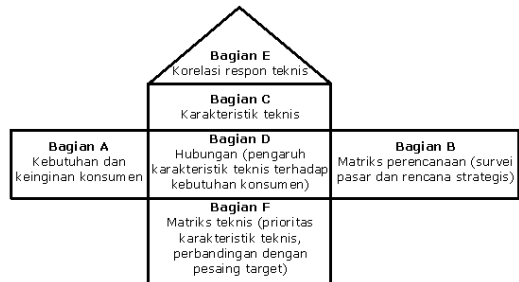 Bagian E
Korelasi respon teknis
Bagian C
Karakteristik teknis
Bagian A
Kebutuhan dan
keinginan konsumen
Bagian D
Hubungan (pengaruh
karakteristik teknis terhadap
kebutuhan konsumen)
Bagian B
Matriks perencanaan (survei
pasar dan rencana strategis)
Bagian F
Matriks teknis (prioritas
karakteristik teknis,
perbandingan dengan
pesaing target)